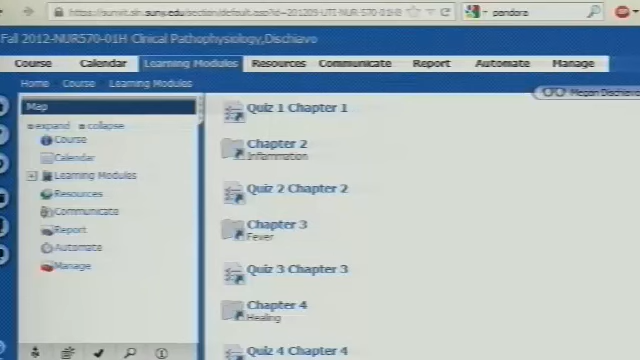 pandora
Fall 2012-NUR570-01H Clinical Pathophysiology,Dischiavo
Course Calendar Learning Modules Resources Communicate Report Automate Manage
Home Course Learning Modules
Megan Dischiavo
Map
expand collapse
Course
Calendar
Learning Modules
Resources
Communicate
Report
Automate
Manage
Quiz 1 Chapter 1
Chapter 2
Inflammation
Quiz 2 Chapter 2
Chapter 3
Fever
Quiz 3 Chapter 3
Chapter 4
Healing
Quiz 4 Chapter 4